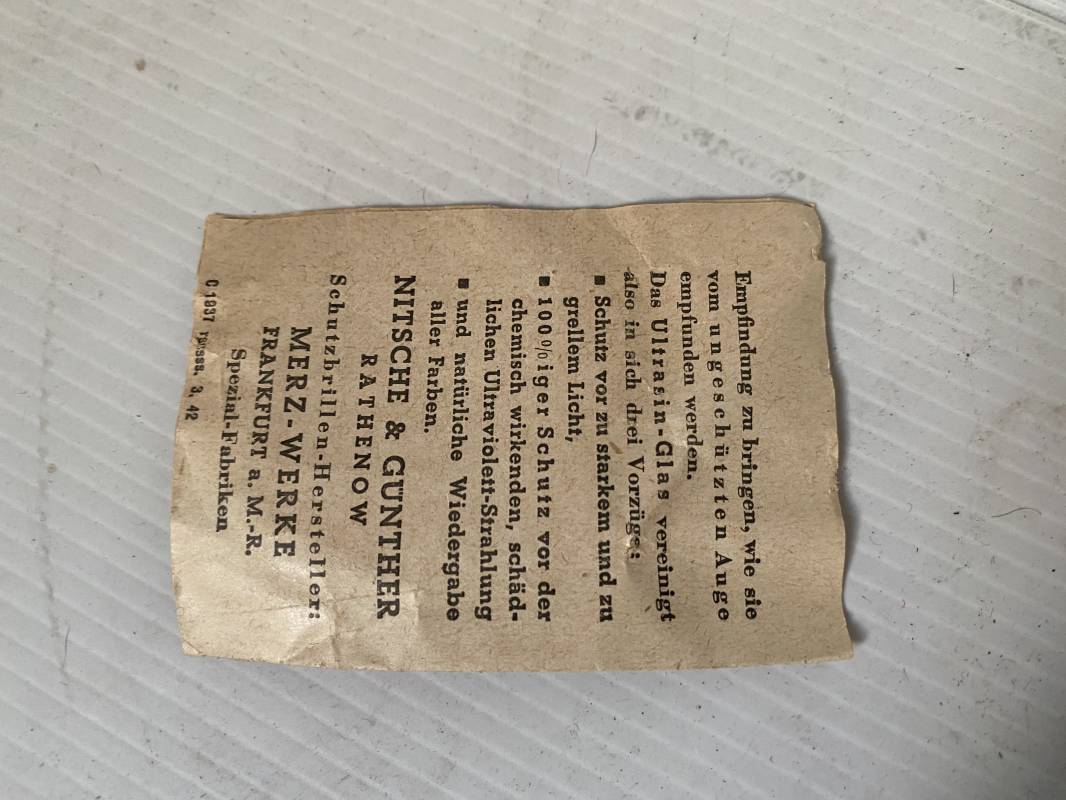 Empfindung zu bringen, wie sie
vom ungeschützten Auge
empfunden werden.
Das Ultrasin-Glas vereinigt
also in sich drei Vorzüge:
■ Schutz vor zu starkem und zu
grellem Licht,
■ 100%iger Schutz vor der
chemisch wirkenden, schäd-
lichen Ultraviolett-Strahlung
■ und natürliche Wiedergabe
aller Farben.
NITSCHE & GÜNTHER
RATHENOW
Schutzbrillen-Hersteller:
MERZ-WERKE
FRANKFURT a. M.-R.
Spezial-Fabriken
C 1837 3. 42